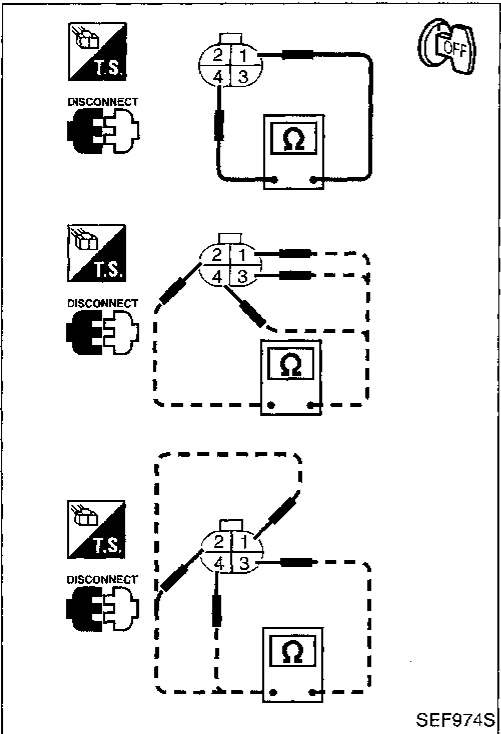 OFF
2 1
4 3
T.S.
DISCONNECT
Ω
2 1
4 3
T.S.
DISCONNECT
Ω
2 1
4 3
T.S.
DISCONNECT
Ω
SEF974S